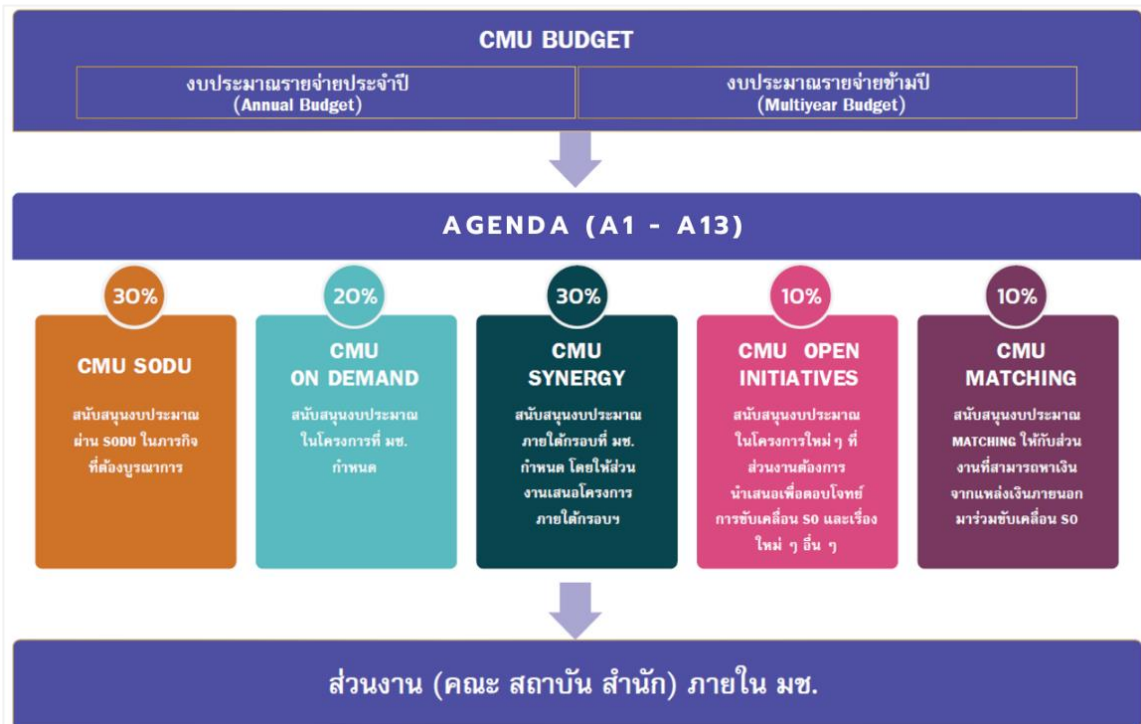 CMU BUDGET
งบประมาณรายจ่ายประจำปี
(Annual Budget)
งบประมาณรายจ่ายข้ามปี
(Multiyear Budget)
AGENDA (A1 - A13)
30%
CMU SODU
สนับสนุนงบประมาณ
ผ่าน SODU ในภารกิจ
ที่ต้องบูรณาการ
20%
CMU
ON DEMAND
สนับสนุนงบประมาณ
ในโครงการที่ มช.
กำหนด
30%
CMU
SYNERGY
สนับสนุนงบประมาณ
ภายใต้กรอบที่ มช.
กำหนด โดยให้ส่วน
งานเสนอโครงการ
ภายใต้กรอบฯ
10%
CMU OPEN
INITIATIVES
สนับสนุนงบประมาณ
ในโครงการใหม่ ๆ ที่
ส่วนงานต้องการ
นำเสนอเพื่อตอบโจทย์
การขับเคลื่อน SO และเรื่อง
ใหม่ ๆ อื่น ๆ
10%
CMU
MATCHING
สนับสนุนงบประมาณ
MATCHING ให้กับส่วน
งานที่สามารถหาเงิน
จากแหล่งเงินภายนอก
มาร่วมขับเคลื่อน SO
ส่วนงาน (คณะ สถาบัน สำนัก) ภายใน มช.